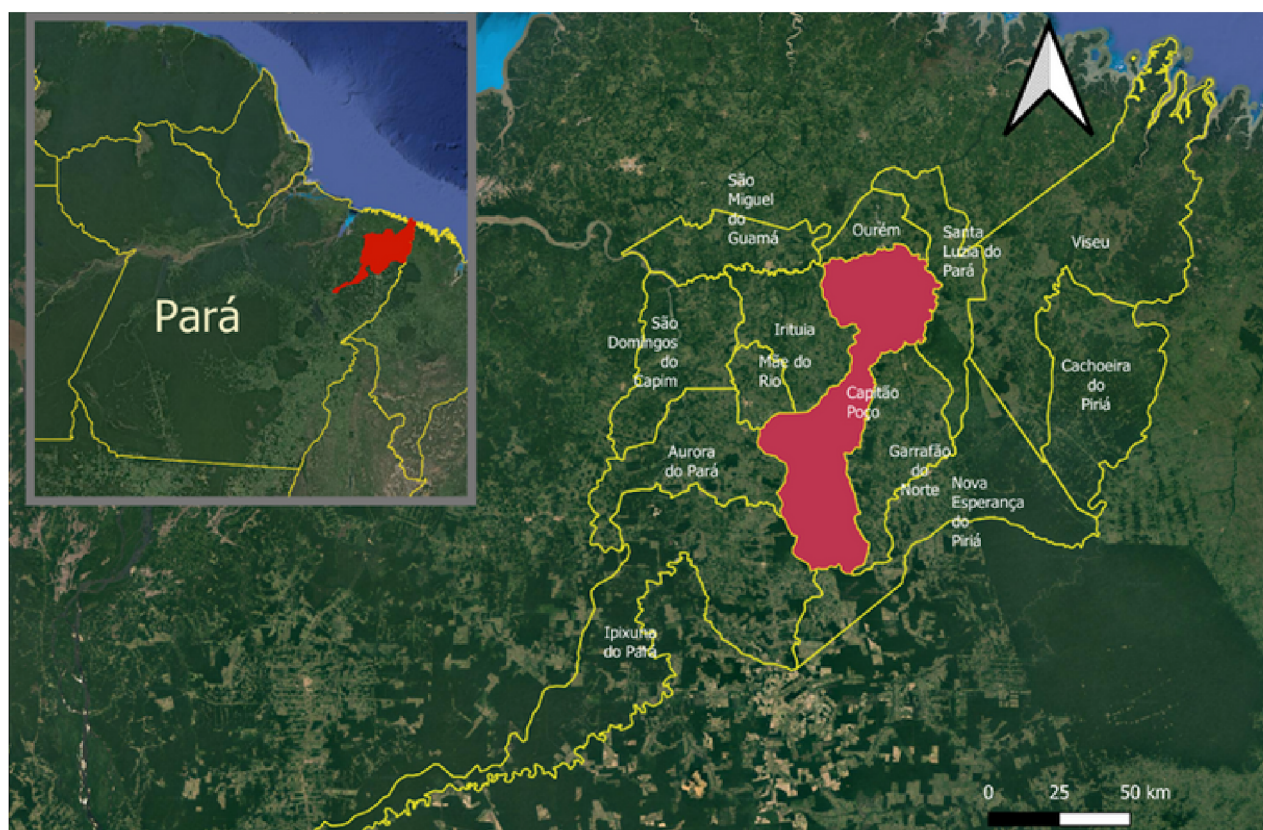 Pará
São
Miguel
do
Guamá
Ourém
Santa
Luzia do
Pará
Viseu
São
Domingos
do
Capim
Irituia
Mãe do
Rio
Capitão
Poço
Cachoeira
do
Piriá
Aurora
do Pará
Garrafão
do
Norte
Nova
Esperança
do
Piriá
Ipixuna
do Pará
0 25 50 km